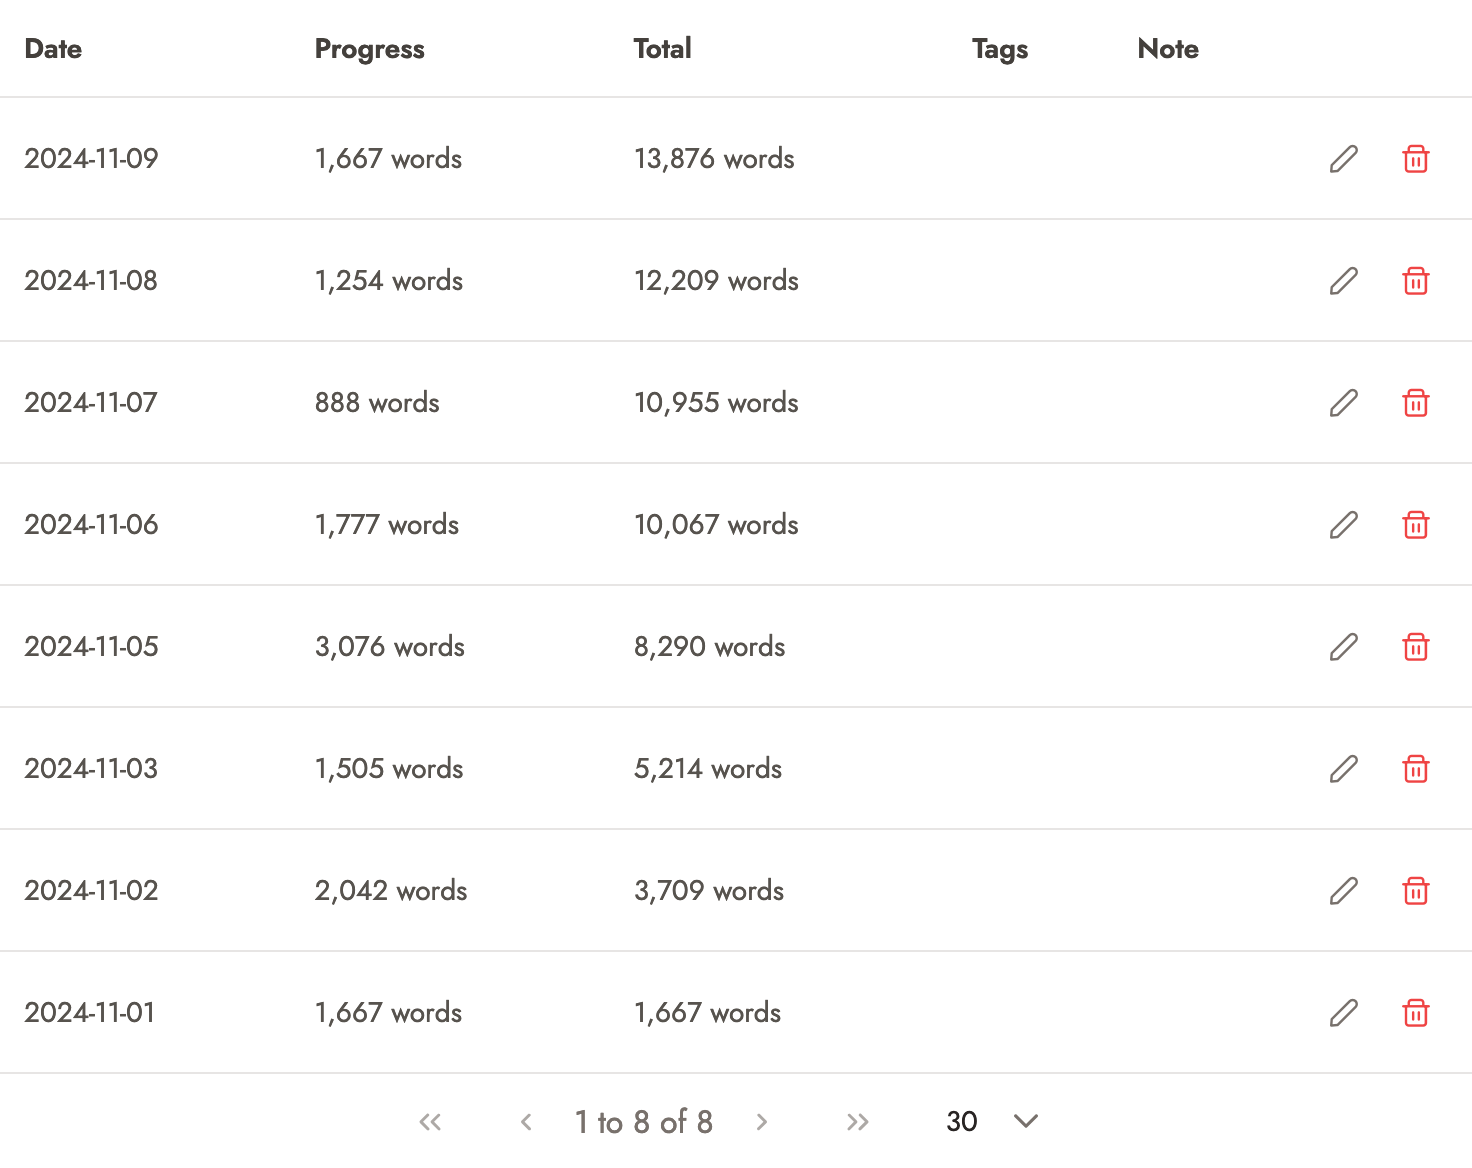 Date Progress Total Tags Note
2024-11-09 1,667 words 13,876 words
2024-11-08 1,254 words 12,209 words
2024-11-07 888 words 10,955 words
2024-11-06 1,777 words 10,067 words
2024-11-05 3,076 words 8,290 words
2024-11-03 1,505 words 5,214 words
2024-11-02 2,042 words 3,709 words
2024-11-01 1,667 words 1,667 words
1 to 8 of 8 30